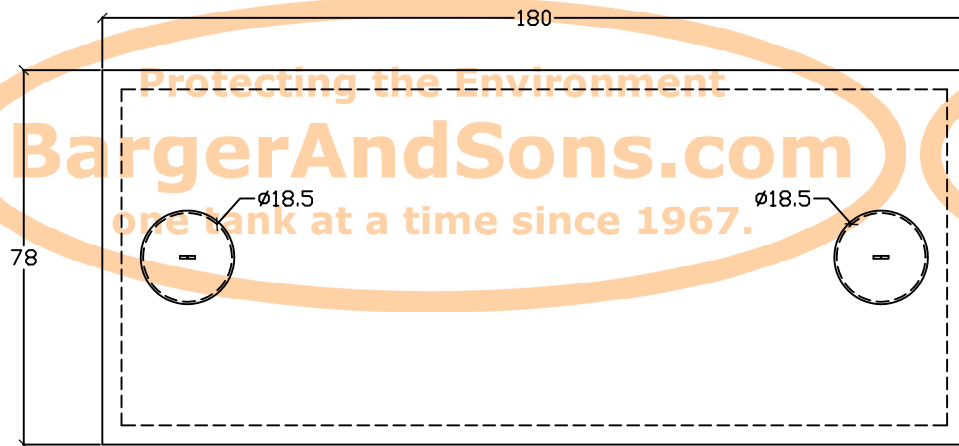 180
Protecting the Environment
BargerAndSons.com
ø18.5
ø18.5
one tank at a time since 1967.
78